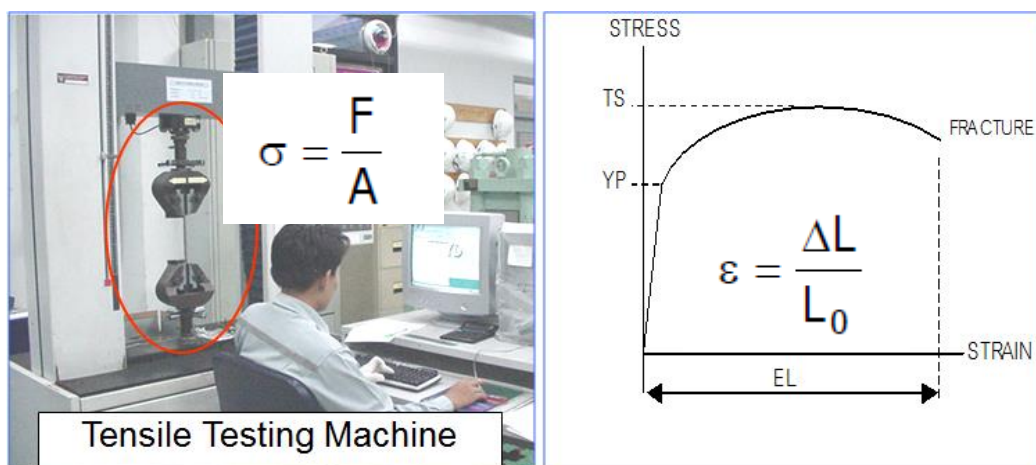 σ = F / A
Tensile Testing Machine
STRESS
TS
FRACTURE
YP
ε = ΔL / L₀
STRAIN
EL